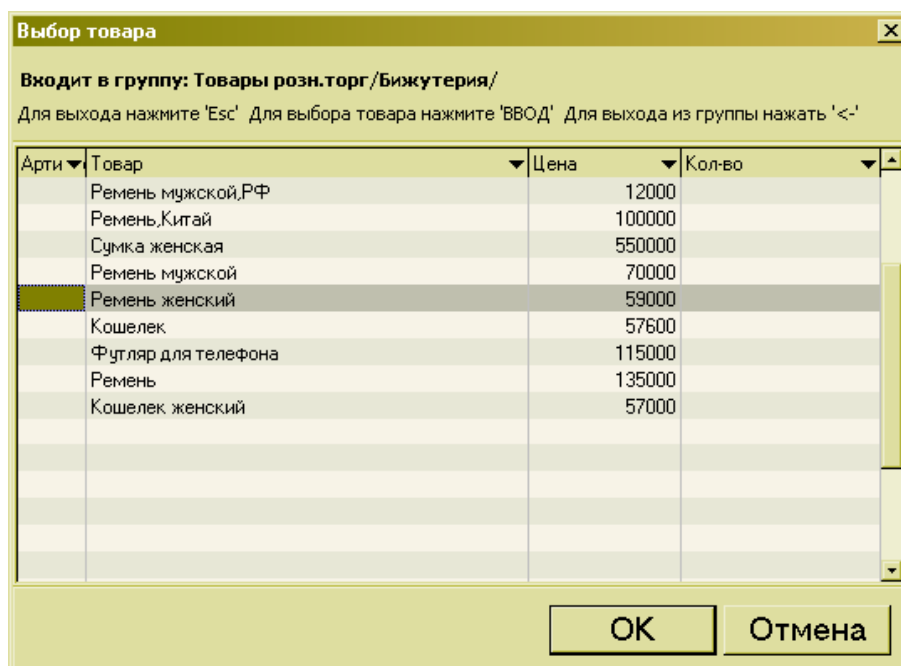 Выбор товара
Входит в группу: Товары розн.торг/Бижутерия/
Для выхода нажмите 'Esc' Для выбора товара нажмите 'ВВОД' Для выхода из группы нажать '<-'
Арти Товар Цена Кол-во
Ремень мужской,РФ 12000
Ремень,Китай 100000
Сумка женская 550000
Ремень мужской 70000
Ремень женский 59000
Кошелек 57600
Футляр для телефона 115000
Ремень 135000
Кошелек женский 57000
OK Отмена